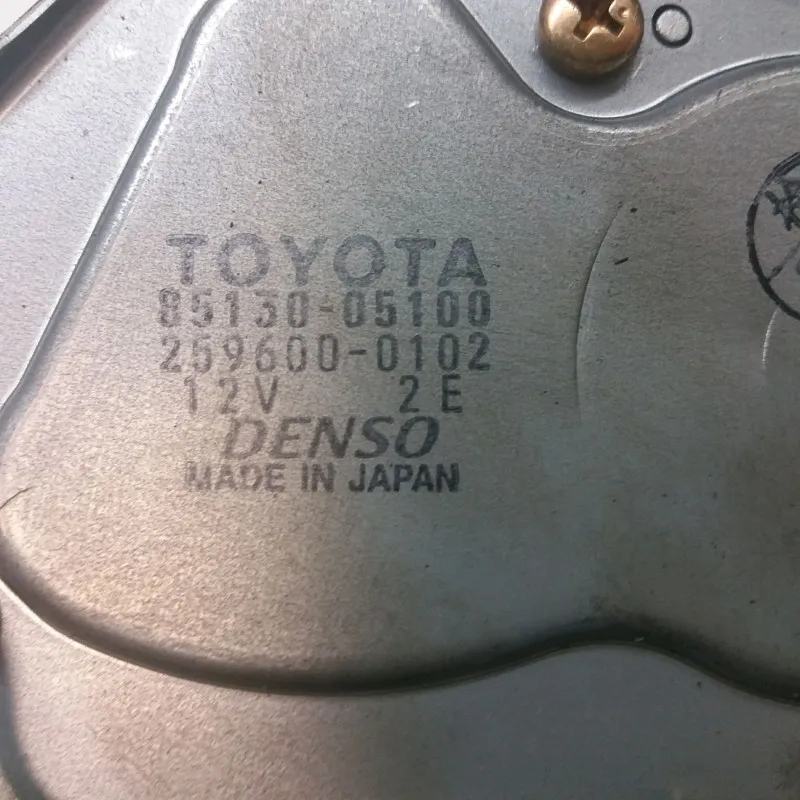 TOYOTA
85130-05100
259600-0102
12V 2E
DENSO
MADE IN JAPAN